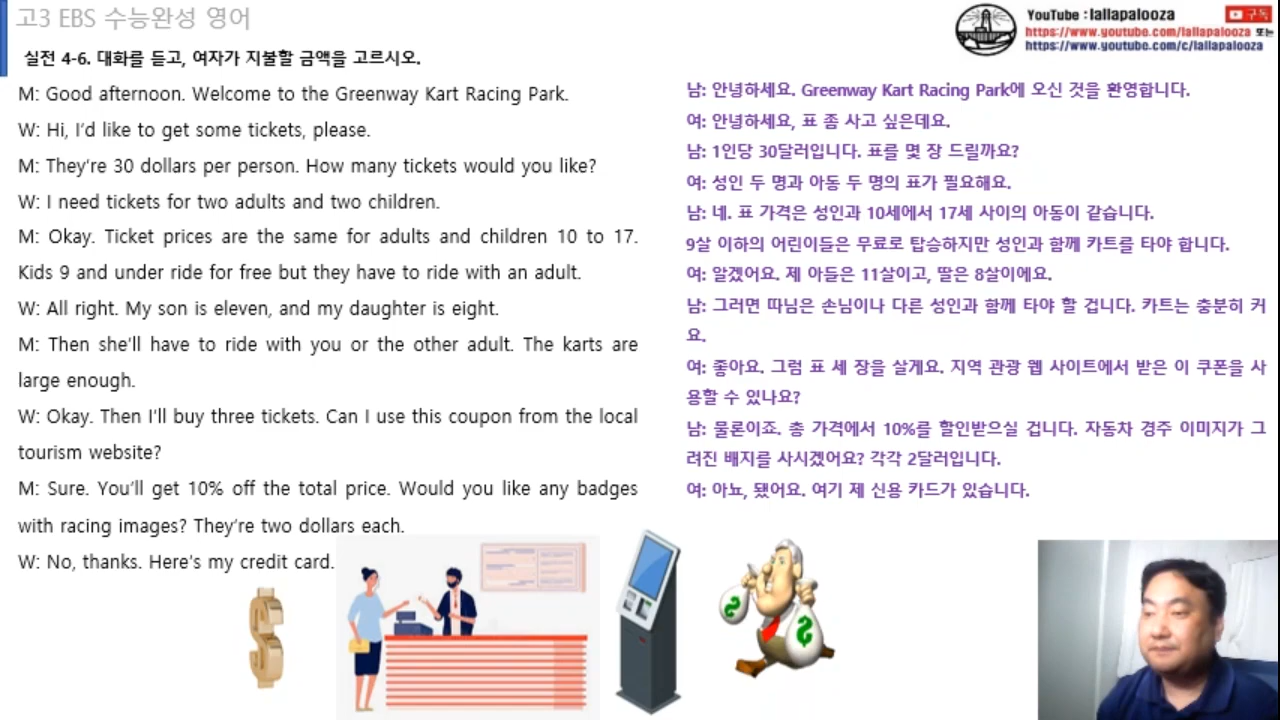 고3 EBS 수능완성 영어
YouTube : lallapalooza
구독
https://www.youtube.com/lallapalooza 또는
https://www.youtube.com/c/lallapalooza
실전 4-6. 대화를 듣고, 여자가 지불할 금액을 고르시오.
M: Good afternoon. Welcome to the Greenway Kart Racing Park.
W: Hi, I'd like to get some tickets, please.
M: They're 30 dollars per person. How many tickets would you like?
W: I need tickets for two adults and two children.
M: Okay. Ticket prices are the same for adults and children 10 to 17.
Kids 9 and under ride for free but they have to ride with an adult.
W: All right. My son is eleven, and my daughter is eight.
M: Then she'll have to ride with you or the other adult. The karts are
large enough.
W: Okay. Then I'll buy three tickets. Can I use this coupon from the local
tourism website?
M: Sure. You'll get 10% off the total price. Would you like any badges
with racing images? They're two dollars each.
W: No, thanks. Here's my credit card.
남: 안녕하세요. Greenway Kart Racing Park에 오신 것을 환영합니다.
여: 안녕하세요, 표 좀 사고 싶은데요.
남: 1인당 30달러입니다. 표를 몇 장 드릴까요?
여: 성인 두 명과 아동 두 명의 표가 필요해요.
남: 네. 표 가격은 성인과 10세에서 17세 사이의 아동이 같습니다.
9살 이하의 어린이들은 무료로 탑승하지만 성인과 함께 카트를 타야 합니다.
여: 알겠어요. 제 아들은 11살이고, 딸은 8살이에요.
남: 그러면 따님은 손님이나 다른 성인과 함께 타야 할 겁니다. 카트는 충분히 커
요.
여: 좋아요. 그럼 표 세 장을 살게요. 지역 관광 웹 사이트에서 받은 이 쿠폰을 사
용할 수 있나요?
남: 물론이죠. 총 가격에서 10%를 할인받으실 겁니다. 자동차 경주 이미지가 그
려진 배지를 사시겠어요? 각각 2달러입니다.
여: 아뇨, 됐어요. 여기 제 신용 카드가 있습니다.